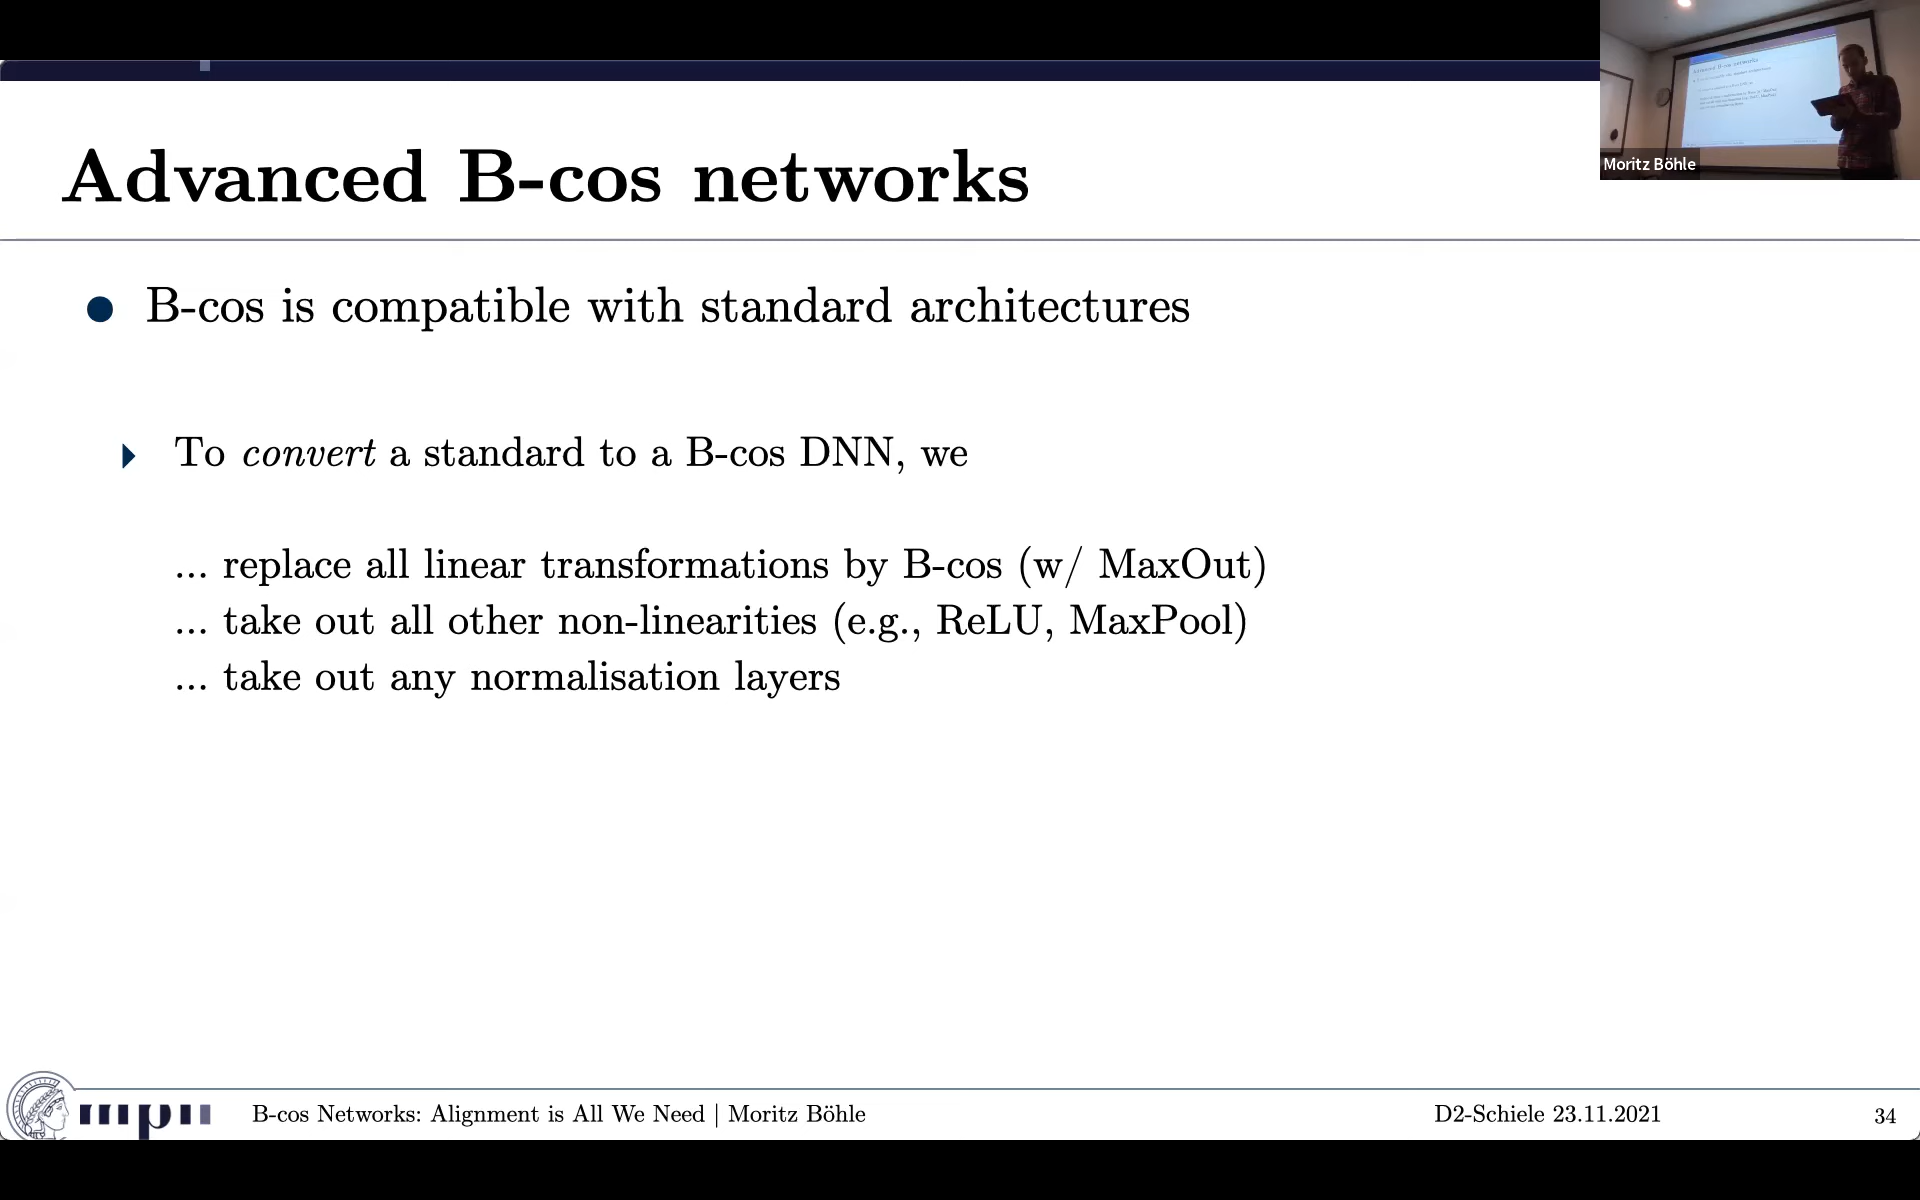 Advanced B-cos networks
Moritz Böhle
B-cos is compatible with standard architectures
To convert a standard to a B-cos DNN, we
... replace all linear transformations by B-cos (w/ MaxOut)
... take out all other non-linearities (e.g., ReLU, MaxPool)
... take out any normalisation layers
mpii
B-cos Networks: Alignment is All We Need | Moritz Böhle
D2-Schiele 23.11.2021
34